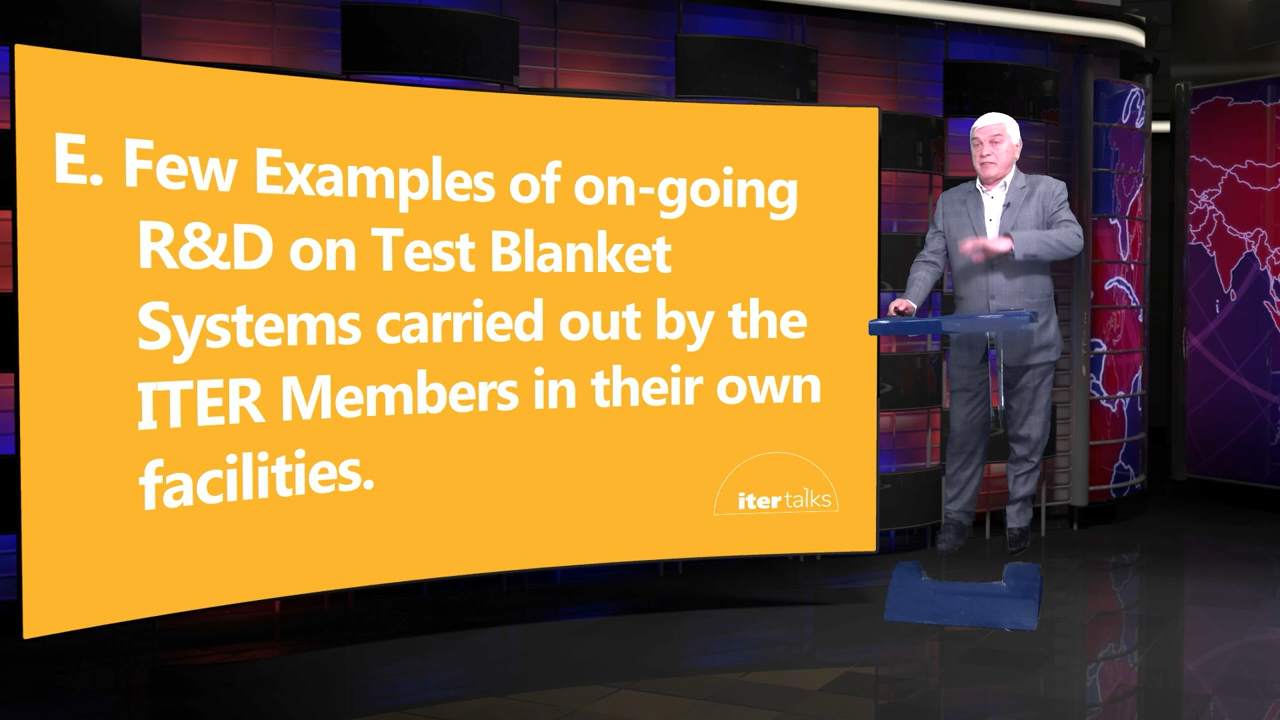 E. Few Examples of on-going
R&D on Test Blanket
Systems carried out by the
ITER Members in their own
facilities.
iter talks